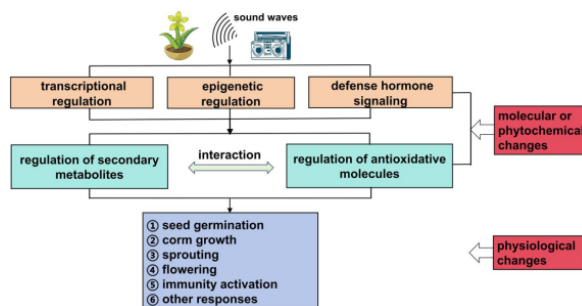 sound waves
transcriptional
regulation
epigenetic
regulation
defense hormone
signaling
molecular or
phytochemical
changes
regulation of secondary
metabolites
interaction
regulation of antioxidative
molecules
① seed germination
② corm growth
③ sprouting
④ flowering
⑤ immunity activation
⑥ other responses
physiological
changes